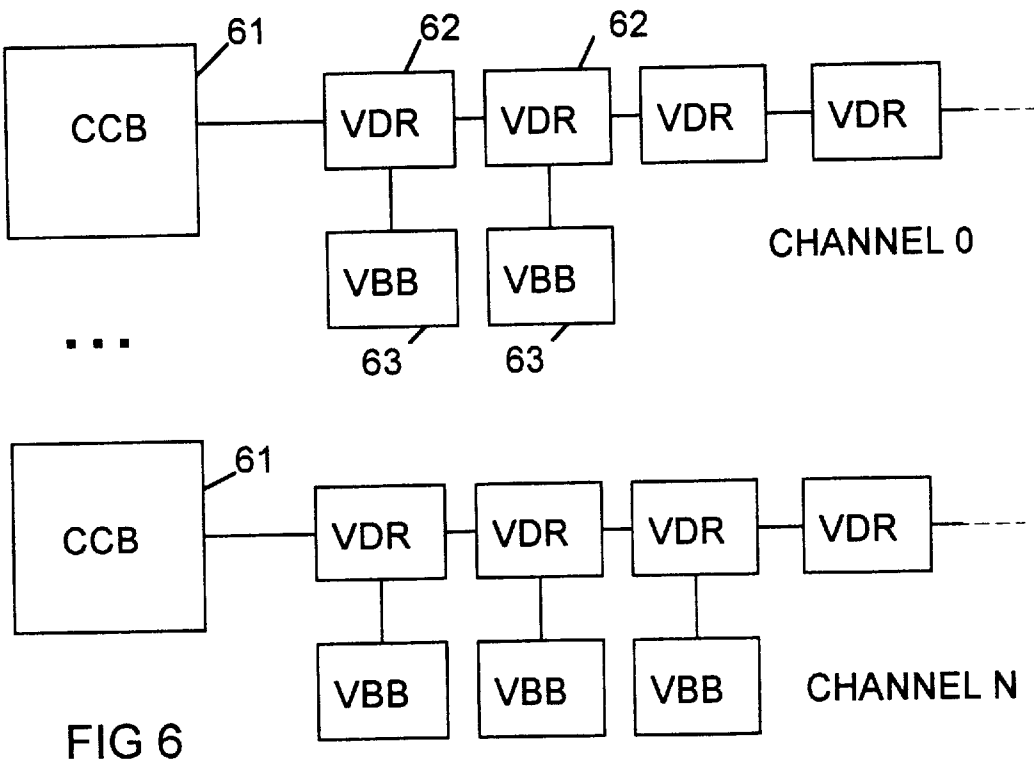 61
62
62
CCB
VDR
VDR
VDR
VDR
CHANNEL 0
VBB
VBB
63
63
...
61
CCB
VDR
VDR
VDR
VDR
VBB
VBB
VBB
CHANNEL N
FIG 6